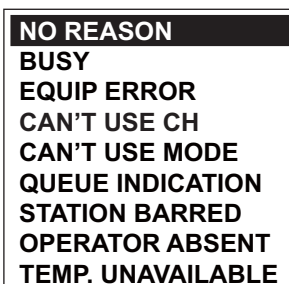 NO REASON
BUSY
EQUIP ERROR
CAN'T USE CH
CAN'T USE MODE
QUEUE INDICATION
STATION BARRED
OPERATOR ABSENT
TEMP. UNAVAILABLE